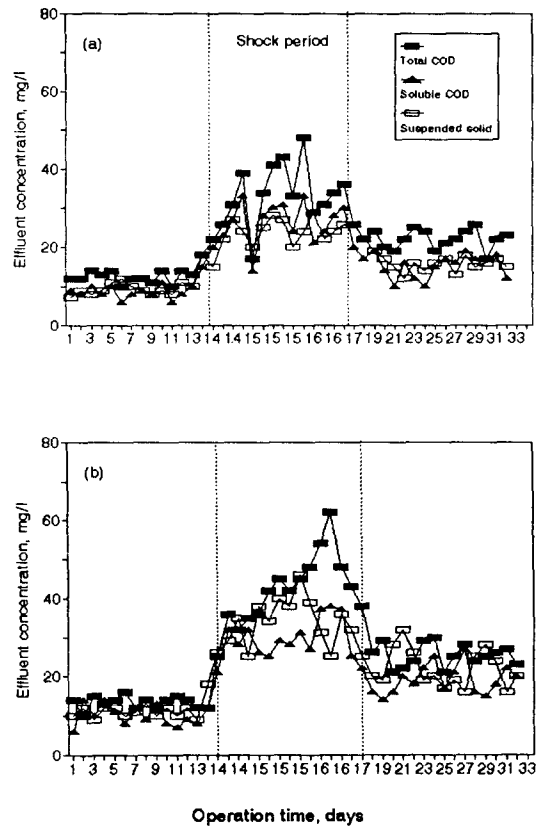 80
(a)
Shock period
Total COD
Soluble COD
Suspended solid
60
40
20
0
Effluent concentration, mg/l
1 3 5 7 9 11 13 14 14 15 15 15 16 16 17 19 21 23 25 27 29 31 33
80
(b)
60
40
20
0
Effluent concentration, mg/l
1 3 5 7 9 11 13 14 14 15 15 15 16 16 17 19 21 23 25 27 29 31 33
Operation time, days